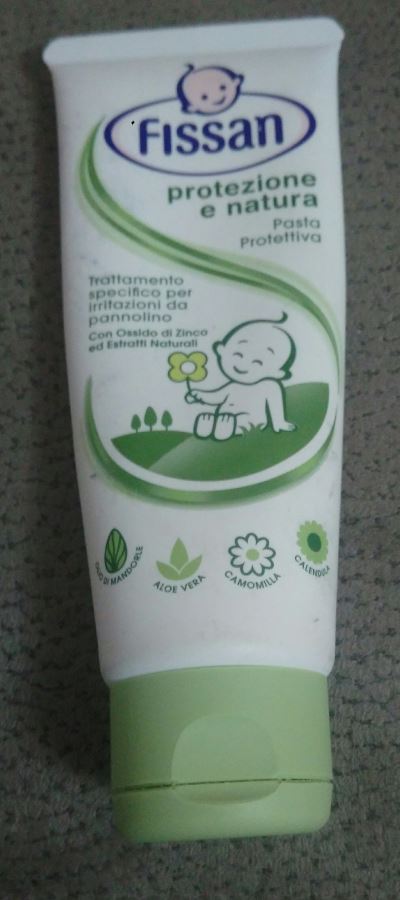 Fissan
protezione
e natura
Pasta
Protettiva
Trattamento
specifico per
irritazioni da
pannolino
Con Ossido di Zinco
ed Estratti Naturali
OLIO DI MANDORLE
ALOE VERA
CAMOMILLA
CALENDULA